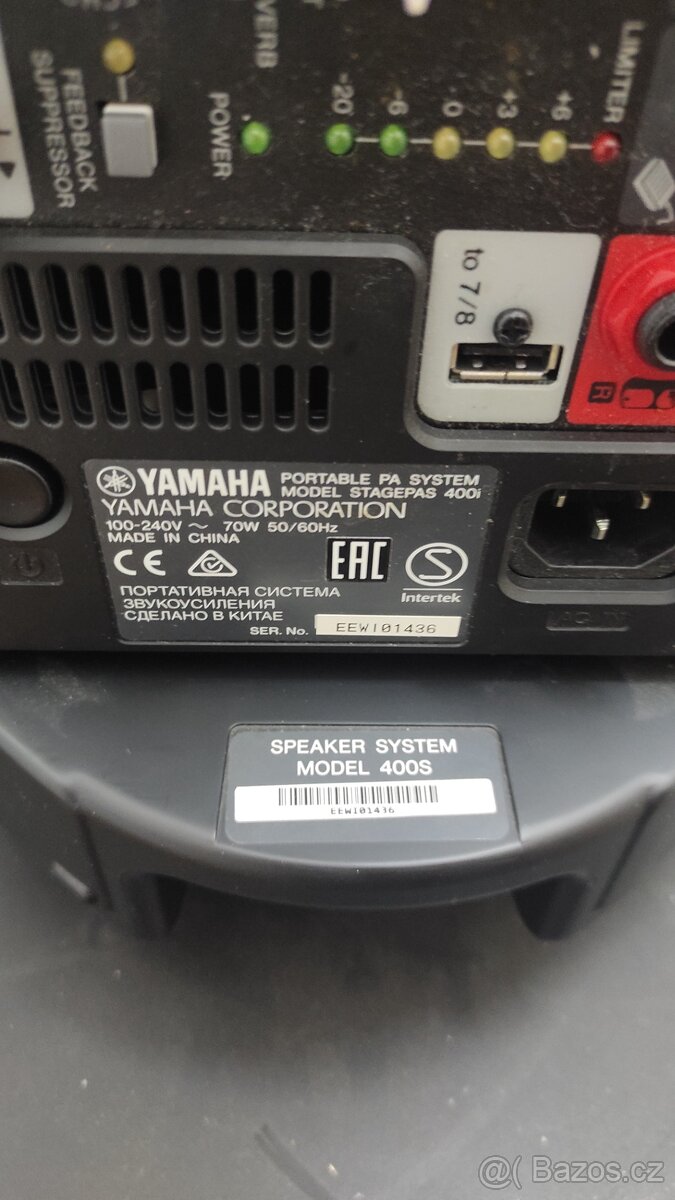 FEEDBACK
SUPPRESSOR
POWER
-20
-6
-0
+3
+6
LIMITER
to 7/8
R
YAMAHA PORTABLE PA SYSTEM
MODEL STAGEPAS 400i
YAMAHA CORPORATION
100-240V ~ 70W 50/60Hz
MADE IN CHINA
CE EAC S
Intertek
ПОРТАТИВНАЯ СИСТЕМА
ЗВУКОУСИЛЕНИЯ
СДЕЛАНО В КИТАЕ
SER. No. EEWI01436
SPEAKER SYSTEM
MODEL 400S
EEWI01436
@( Bazos.cz